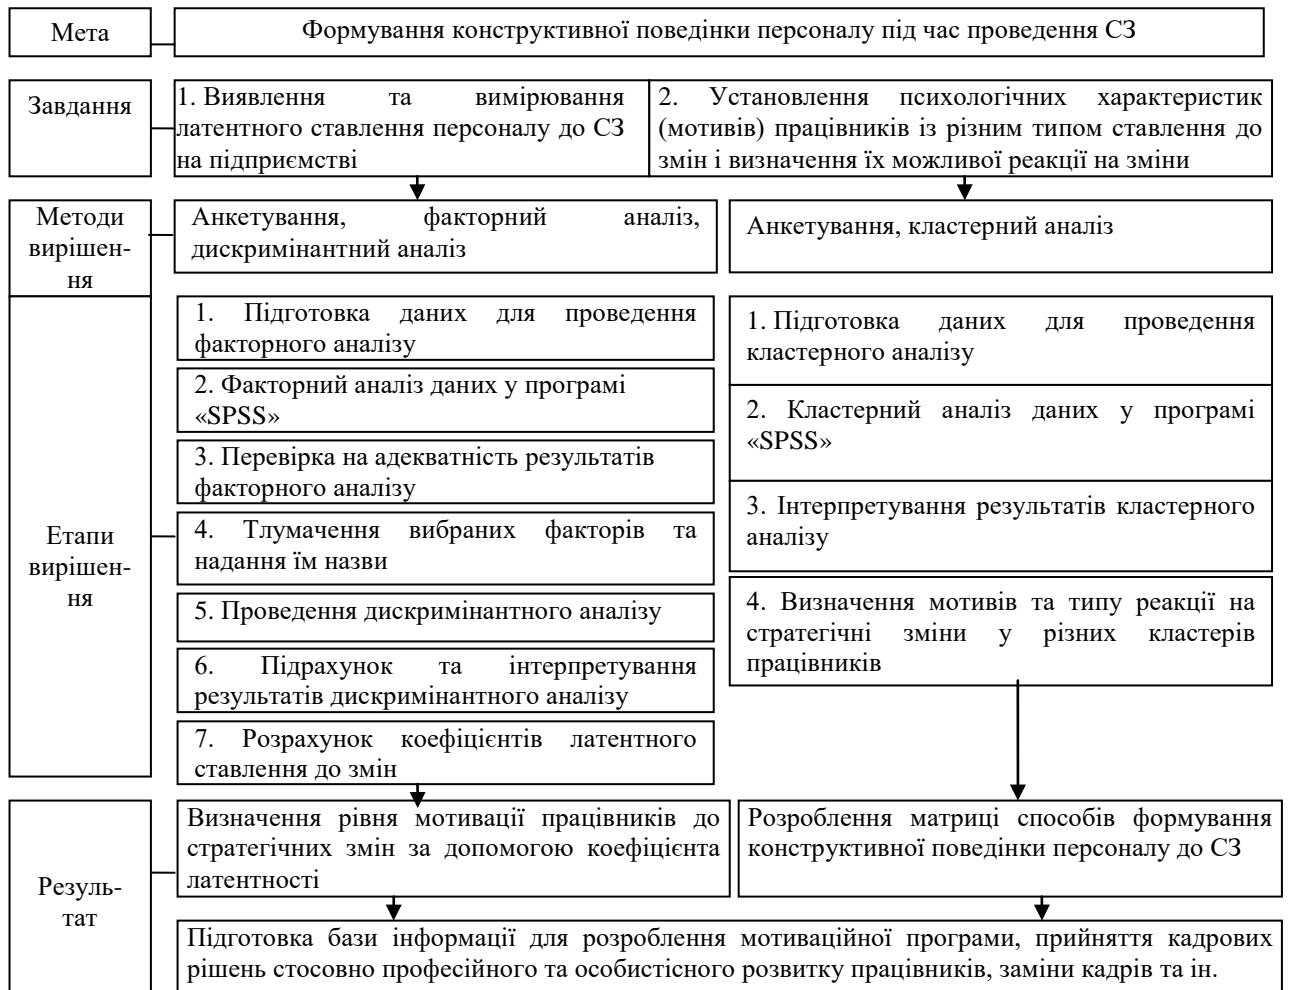 Мета
Формування конструктивної поведінки персоналу під час проведення СЗ
Завдання
1. Виявлення та вимірювання
латентного ставлення персоналу до СЗ
на підприємстві
2. Установлення психологічних характеристик
(мотивів) працівників із різним типом ставлення до
змін і визначення їх можливої реакції на зміни
Методи
вирішен-
ня
Анкетування, факторний аналіз,
дискримінантний аналіз
Анкетування, кластерний аналіз
Етапи
вирішен-
ня
1. Підготовка даних для проведення
факторного аналізу
2. Факторний аналіз даних у програмі
«SPSS»
3. Перевірка на адекватність результатів
факторного аналізу
4. Тлумачення вибраних факторів та
надання їм назви
5. Проведення дискримінантного аналізу
6. Підрахунок та інтерпретування
результатів дискримінантного аналізу
7. Розрахунок коефіцієнтів латентного
ставлення до змін
1. Підготовка даних для проведення
кластерного аналізу
2. Кластерний аналіз даних у програмі
«SPSS»
3. Інтерпретування результатів кластерного
аналізу
4. Визначення мотивів та типу реакції на
стратегічні зміни у різних кластерів
працівників
Резуль-
тат
Визначення рівня мотивації працівників до
стратегічних змін за допомогою коефіцієнта
латентності
Розроблення матриці способів формування
конструктивної поведінки персоналу до СЗ
Підготовка бази інформації для розроблення мотиваційної програми, прийняття кадрових
рішень стосовно професійного та особистісного розвитку працівників, заміни кадрів та ін.